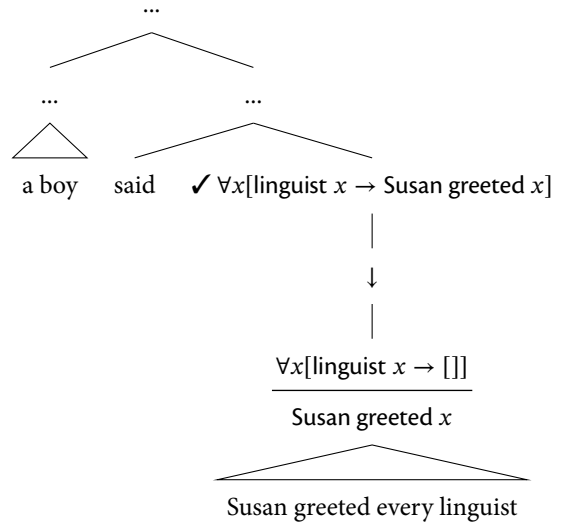 ...
... ...
a boy said ✓ ∀x[linguist x → Susan greeted x]
↓
∀x[linguist x → []]
Susan greeted x
Susan greeted every linguist